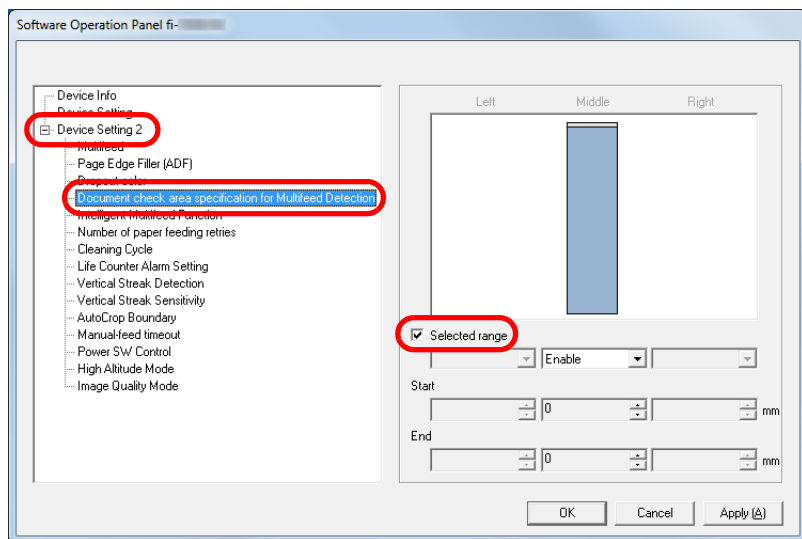 Software Operation Panel fi-
Device Info
Device Setting
Device Setting 2
Multifeed
Page Edge Filler (ADF)
Dropout color
Document check area specification for Multifeed Detection
Intelligent Multifeed Function
Number of paper feeding retries
Cleaning Cycle
Life Counter Alarm Setting
Vertical Streak Detection
Vertical Streak Sensitivity
AutoCrop Boundary
Manual-feed timeout
Power SW Control
High Altitude Mode
Image Quality Mode
Left Middle Right
Selected range
Enable
Start
0 mm
End
0 mm
OK Cancel Apply (A)